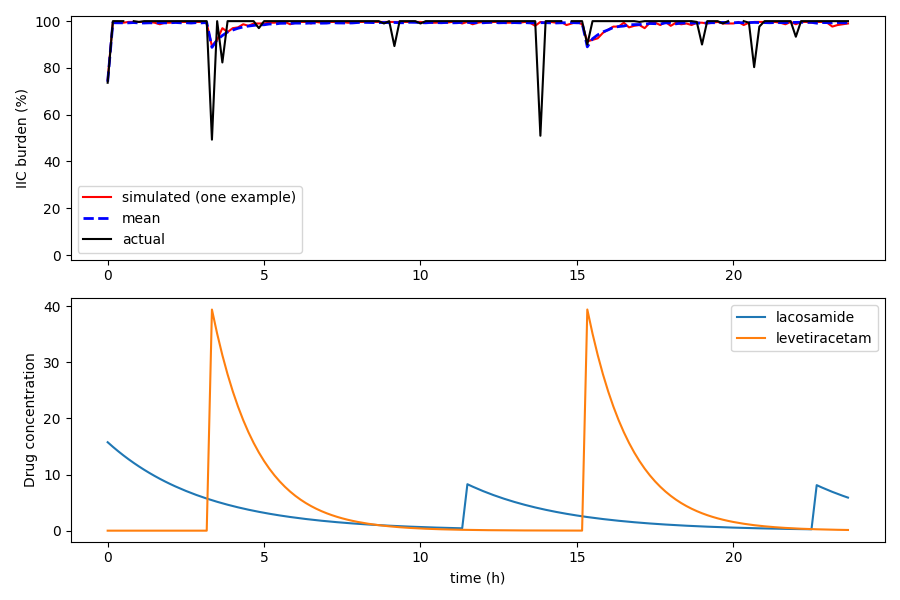 100
80
60
40
20
0
IIC burden (%)
simulated (one example)
mean
actual
0 5 10 15 20
40
30
20
10
0
Drug concentration
lacosamide
levetiracetam
0 5 10 15 20
time (h)